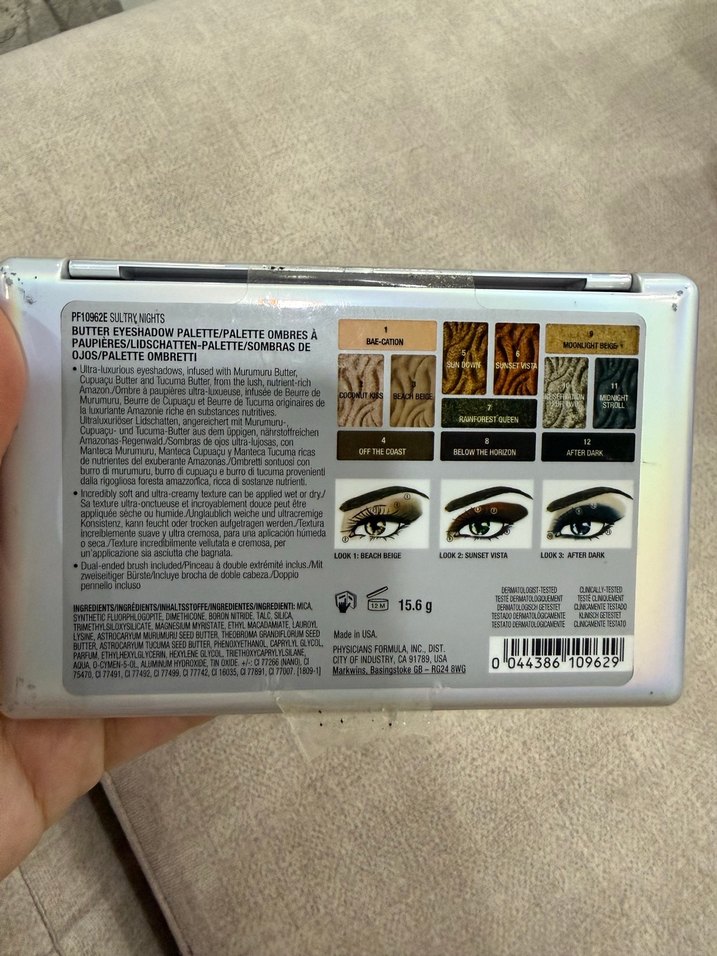 PF10962E SULTRY NIGHTS
BUTTER EYESHADOW PALETTE/PALETTE OMBRES À
PAUPIÈRES/LIDSCHATTEN-PALETTE/SOMBRAS DE
OJOS/PALETTE OMBRETTI
• Ultra-luxurious eyeshadows, infused with Murumuru Butter,
Cupuaçu Butter and Tucuma Butter, from the lush, nutrient-rich
Amazon./Ombre à paupières ultra-luxueuse, infusée de Beurre de
Murumuru, Beurre de Cupuaçu et Beurre de Tucuma originaires de
la luxuriante Amazonie riche en substances nutritives.
Ultraluxuriöser Lidschatten, angereichert mit Murumuru-,
Cupuaçu- und Tucuma-Butter aus dem üppigen, nährstoffreichen
Amazonas-Regenwald./Sombras de ojos ultra-lujosas, con
Manteca Murumuru, Manteca Cupuaçu y Manteca Tucuma ricas
de nutrientes del exuberante Amazonas./Ombretti sontuosi con
burro di murumuru, burro di cupuaçu e burro di tucuma provenienti
dalla rigogliosa foresta amazzonica, ricca di sostanze nutrienti.
• Incredibly soft and ultra-creamy texture can be applied wet or dry./
Sa texture ultra-onctueuse et incroyablement douce peut être
appliquée sèche ou humide./Unglaublich weiche und ultracremige
Konsistenz, kann feucht oder trocken aufgetragen werden./Textura
increíblemente suave y ultra cremosa, para una aplicación húmeda
o seca./Texture incredibilmente vellutata e cremosa, per
un'applicazione sia asciutta che bagnata.
• Dual-ended brush included/Pinceau à double extrémité inclus./Mit
zweiseitiger Bürste/Incluye brocha de doble cabeza./Doppio
pennello incluso
INGREDIENTS/INGRÉDIENTS/INHALTSSTOFFE/INGREDIENTES/INGREDIENTI: MICA,
SYNTHETIC FLUORPHLOGOPITE, DIMETHICONE, BORON NITRIDE, TALC, SILICA,
TRIMETHYLSILOXYSILICATE, MAGNESIUM MYRISTATE, ETHYL MACADAMIATE, LAUROYL
LYSINE, ASTROCARYUM MURUMURU SEED BUTTER, THEOBROMA GRANDIFLORUM SEED
BUTTER, ASTROCARYUM TUCUMA SEED BUTTER, PHENOXYETHANOL, CAPRYLYL GLYCOL,
PARFUM, ETHYLHEXYLGLYCERIN, HEXYLENE GLYCOL, TRIETHOXYCAPRYLYLSILANE,
AQUA, O-CYMEN-5-OL, ALUMINUM HYDROXIDE, TIN OXIDE. +/-: CI 77266 (NANO), CI
75470, CI 77491, CI 77492, CI 77499, CI 77742, CI 16035, CI 77891, CI 77007. [1809-1]
1
BAE-CATION
2
COCONUT KISS
3
BEACH BEIGE
4
OFF THE COAST
5
SUN DOWN
6
SUNSET VISTA
7
RAINFOREST QUEEN
8
BELOW THE HORIZON
9
MOONLIGHT BEIGE
10
RESERVATION
11
MIDNIGHT
STROLL
12
AFTER DARK
LOOK 1: BEACH BEIGE
LOOK 2: SUNSET VISTA
LOOK 3: AFTER DARK
12 M
15.6 g
Made in USA.
PHYSICIANS FORMULA, INC., DIST.
CITY OF INDUSTRY, CA 91789, USA
Markwins, Basingstoke GB – RG24 8WG
DERMATOLOGIST-TESTED
TESTÉ DERMATOLOGIQUEMENT
DERMATOLOGISCH GETESTET
TESTADO DERMATOLÓGICAMENTE
TESTATO DERMATOLOGICAMENTE
CLINICALLY-TESTED
TESTÉ CLINIQUEMENT
CLÍNICAMENTE TESTADO
KLINISCH GETESTET
CLINICAMENTE TESTATO
0 044386 109629